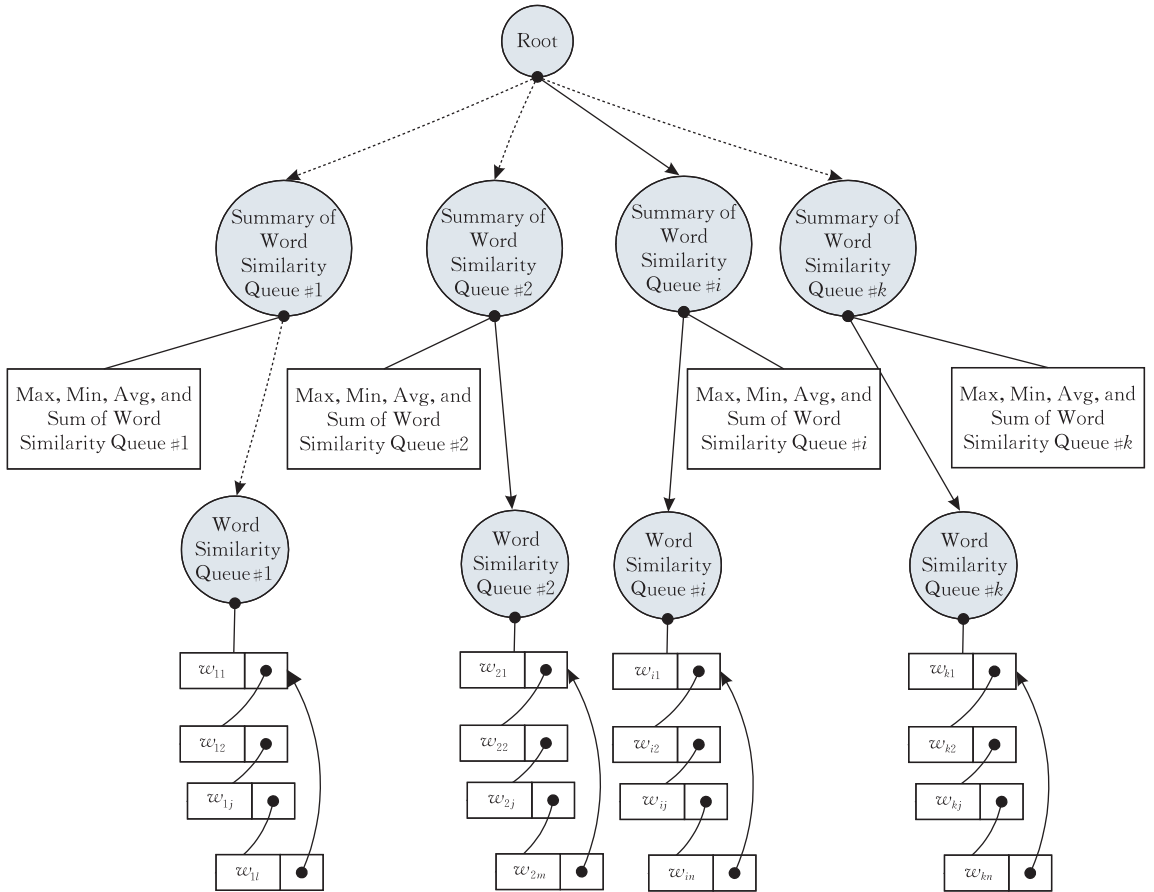 Root
Summary of
Word
Similarity
Queue #1
Summary of
Word
Similarity
Queue #2
Summary of
Word
Similarity
Queue #i
Summary of
Word
Similarity
Queue #k
Max, Min, Avg, and
Sum of Word
Similarity Queue #1
Max, Min, Avg, and
Sum of Word
Similarity Queue #2
Max, Min, Avg, and
Sum of Word
Similarity Queue #i
Max, Min, Avg, and
Sum of Word
Similarity Queue #k
Word
Similarity
Queue #1
Word
Similarity
Queue #2
Word
Similarity
Queue #i
Word
Similarity
Queue #k
w11
w12
w1j
w1l
w21
w22
w2j
w2m
wi1
wi2
wij
win
wk1
wk2
wkj
wkn